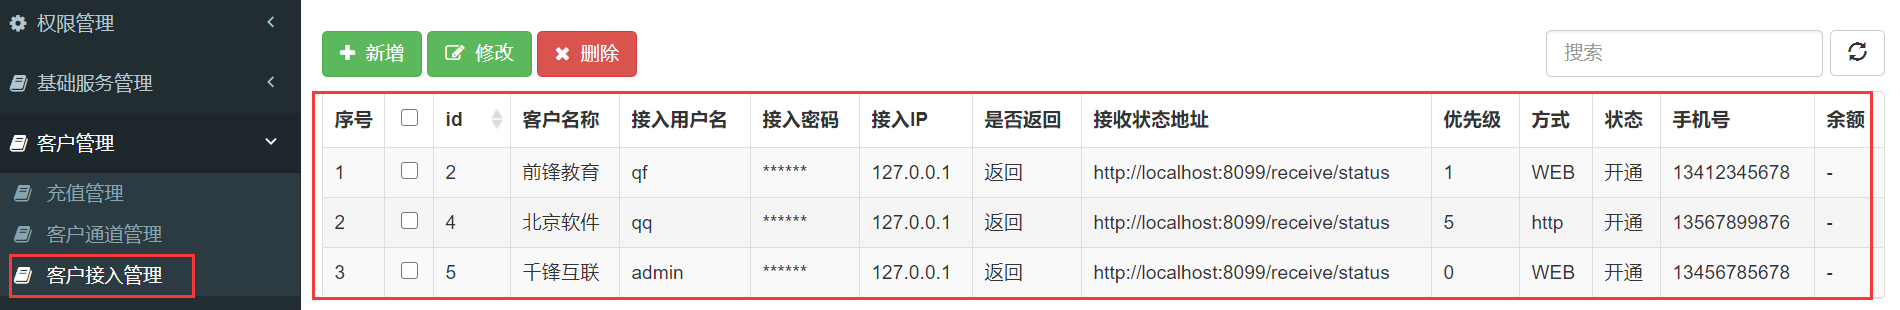 权限管理
基础服务管理
客户管理
充值管理
客户通道管理
客户接入管理
新增 修改 删除 搜索
序号 id 客户名称 接入用户名 接入密码 接入IP 是否返回 接收状态地址 优先级 方式 状态 手机号 余额
1 2 前锋教育 qf ****** 127.0.0.1 返回 http://localhost:8099/receive/status 1 WEB 开通 13412345678 -
2 4 北京软件 qq ****** 127.0.0.1 返回 http://localhost:8099/receive/status 5 http 开通 13567899876 -
3 5 千锋互联 admin ****** 127.0.0.1 返回 http://localhost:8099/receive/status 0 WEB 开通 13456785678 -